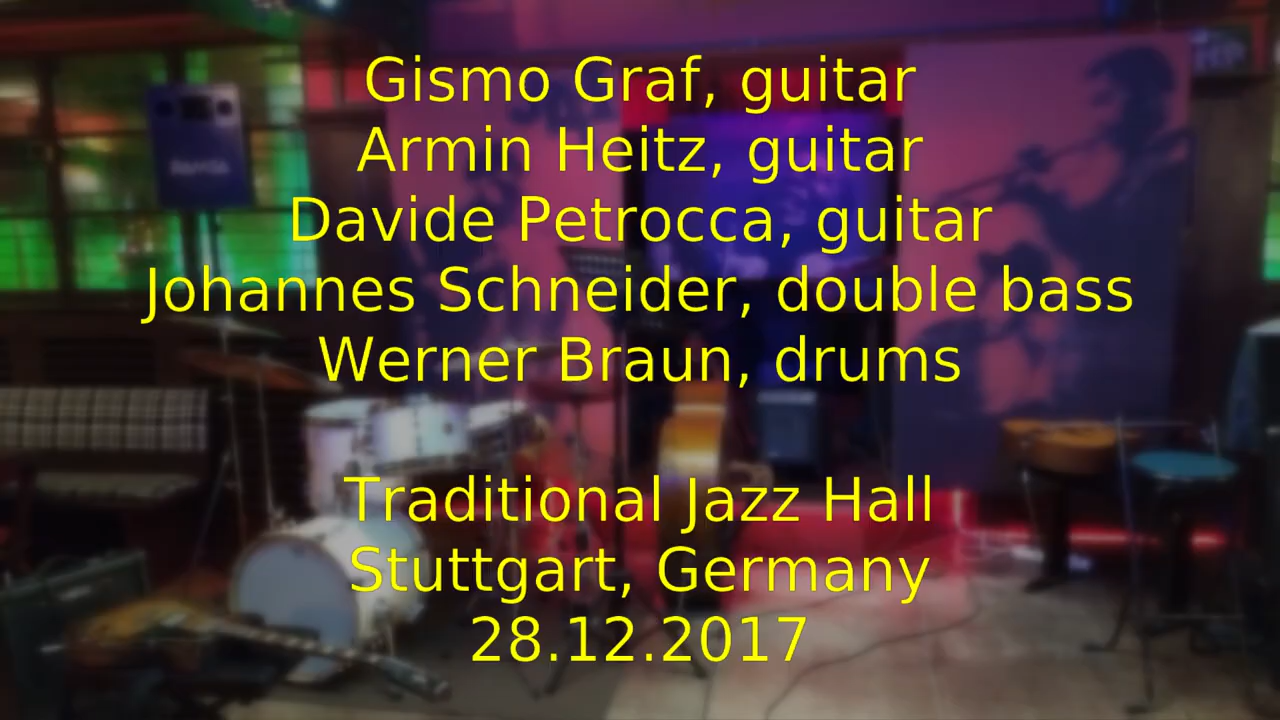 Gismo Graf, guitar
Armin Heitz, guitar
Davide Petrocca, guitar
Johannes Schneider, double bass
Werner Braun, drums
Traditional Jazz Hall
Stuttgart, Germany
28.12.2017